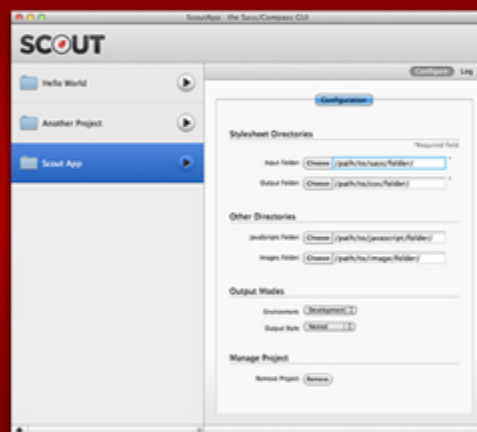 ScoutApp - the Sass/Compass GUI
SCOUT
Configure Log
Hello World
Another Project
Scout App
Configuration
Stylesheet Directories
*Required Field
Input Folder: Choose /path/to/sass/folder/ *
Output Folder: Choose /path/to/css/folder/ *
Other Directories
JavaScripts Folder: Choose /path/to/javascript/folder/
Images Folder: Choose /path/to/image/folder/
Output Modes
Environment: Development
Output Style: Nested
Manage Project
Remove Project: Remove